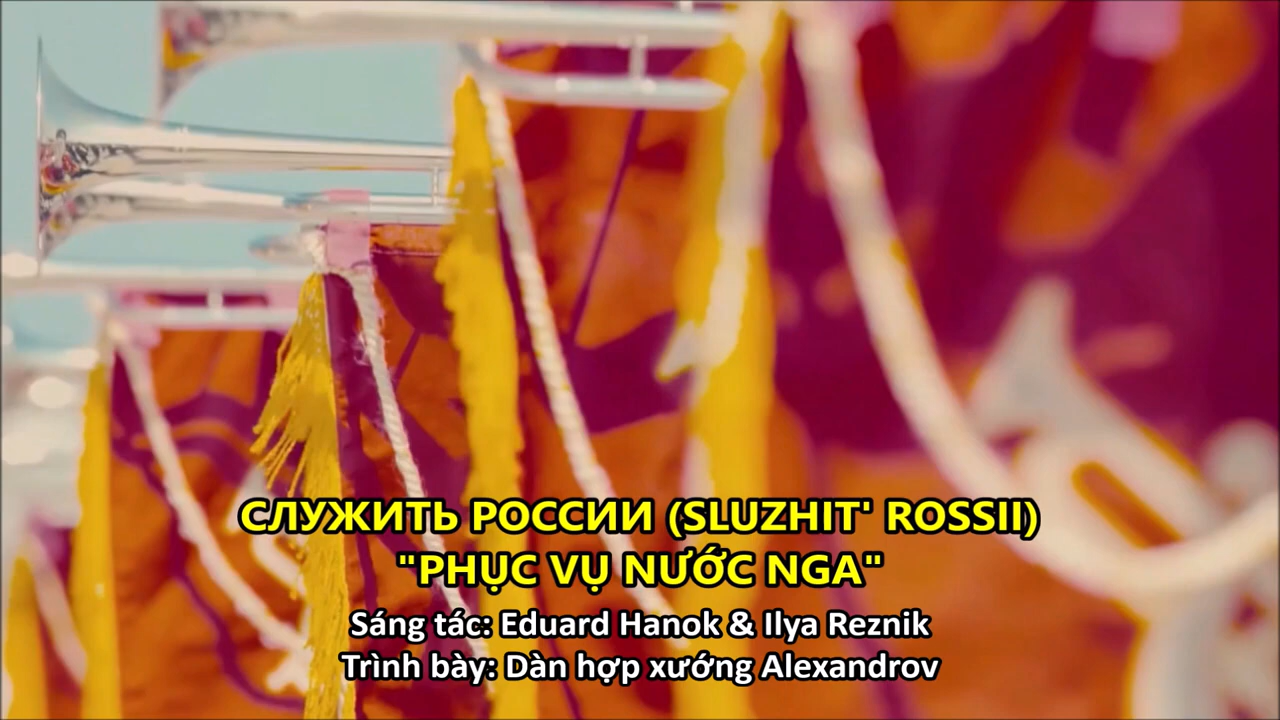 СЛУЖИТЬ РОССИИ (SLUZHIT' ROSSII)
"PHỤC VỤ NƯỚC NGA"
Sáng tác: Eduard Hanok & Ilya Reznik
Trình bày: Dàn hợp xướng Alexandrov